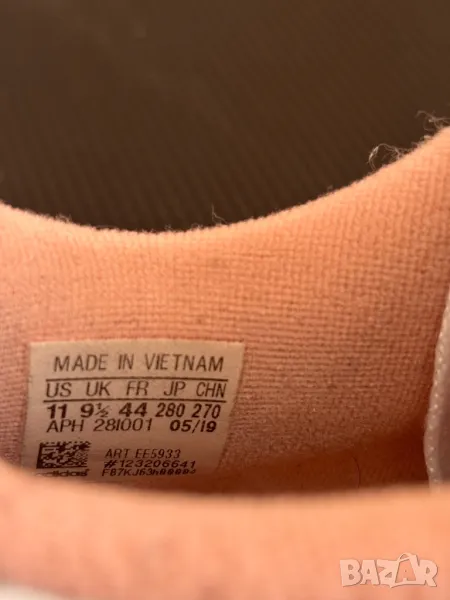 MADE IN VIETNAM
US UK FR JP CHN
11 9½ 44 280 270
APH 28I001 05/19
ART EE5933
#123206641
adidas
BAZAR